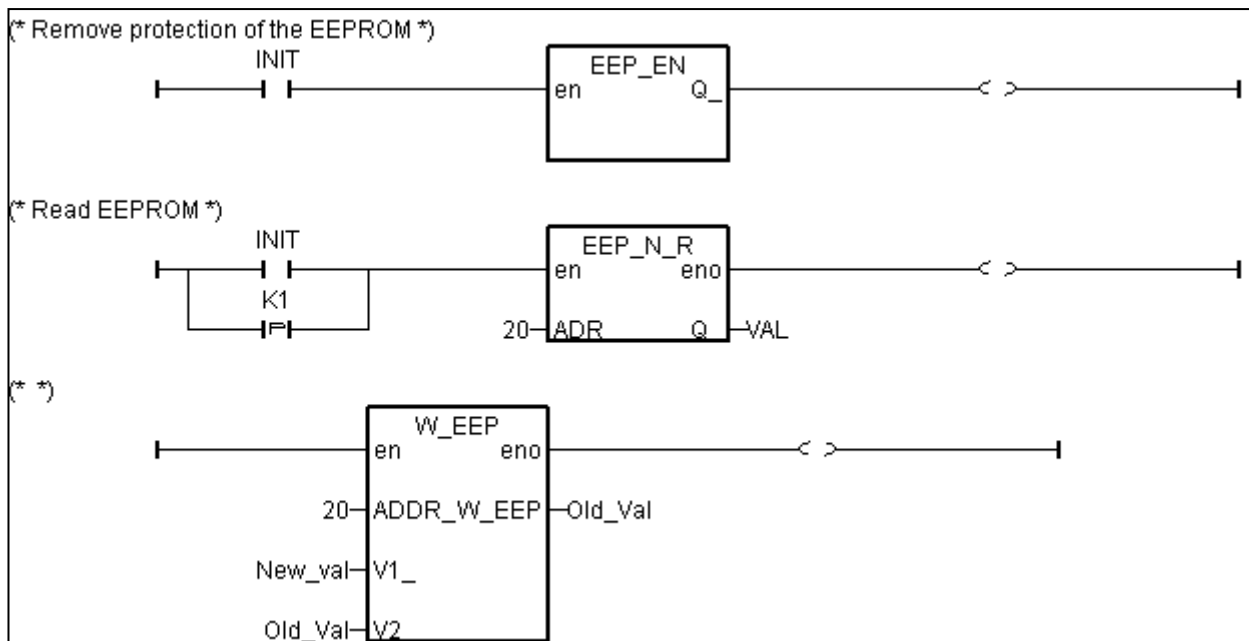 (* Remove protection of the EEPROM *)
INIT
EEP_EN
en Q_
(* Read EEPROM *)
INIT
EEP_N_R
en eno
K1
20 ADR Q VAL
(* *)
W_EEP
en eno
20 ADDR_W_EEP Old_Val
New_val V1_
Old_Val V2